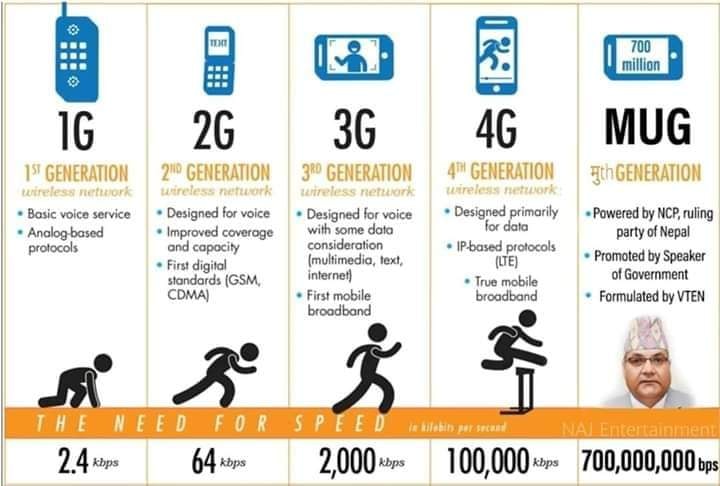 TEXT
700
million
1G
1ST GENERATION
wireless network
• Basic voice service
• Analog-based
protocols
2G
2ND GENERATION
wireless network
• Designed for voice
• Improved coverage
and capacity
• First digital
standards (GSM,
CDMA)
3G
3RD GENERATION
wireless network
• Designed for voice
with some data
consideration
(multimedia, text,
internet)
• First mobile
broadband
4G
4TH GENERATION
wireless network
• Designed primarily
for data
• IP-based protocols
(LTE)
• True mobile
broadband
MUG
मुth GENERATION
• Powered by NCP, ruling
party of Nepal
• Promoted by Speaker
of Government
• Formulated by VTEN
THE NEED FOR SPEED in kilobits per second
NAJ Entertainment
2.4 kbps
64 kbps
2,000 kbps
100,000 kbps
700,000,000 bps